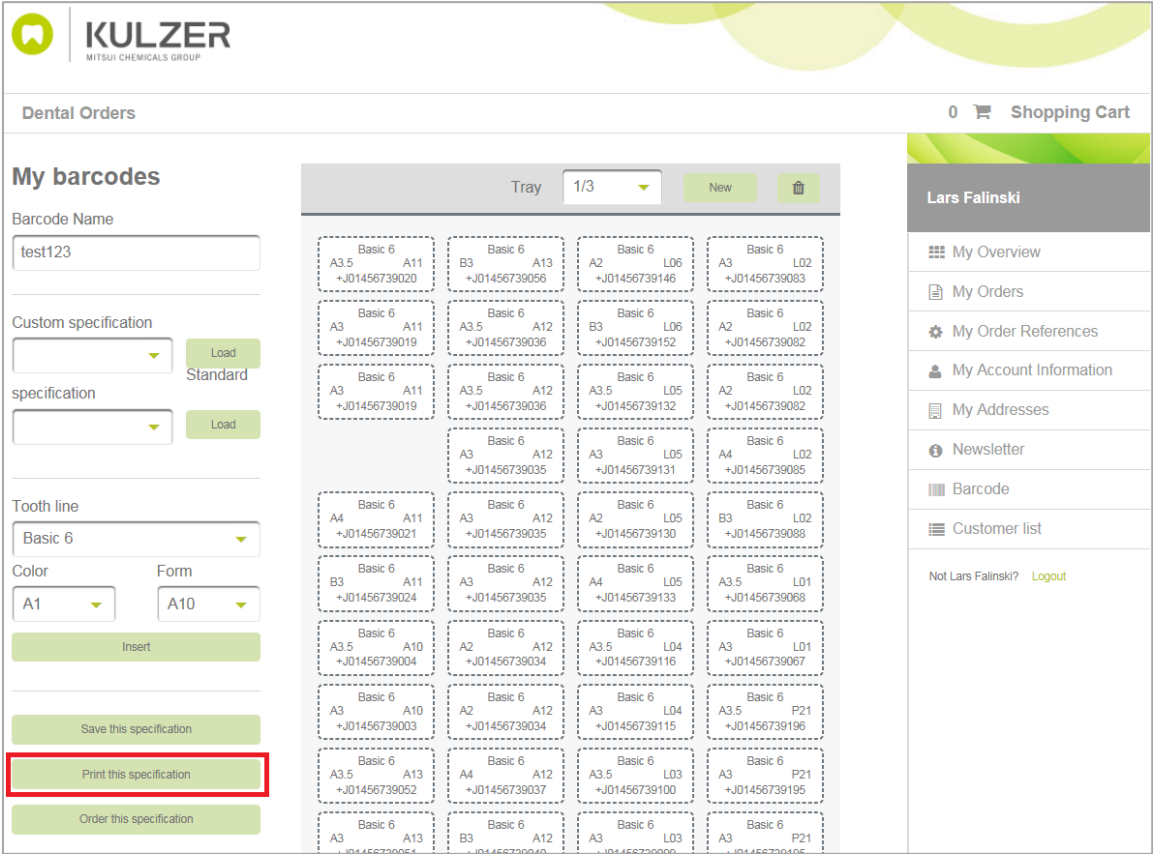 KULZER
MITSUI CHEMICALS GROUP
Dental Orders
0 Shopping Cart
My barcodes
Barcode Name
test123
Custom specification
Load
Standard
specification
Load
Tooth line
Basic 6
Color Form
A1 A10
Insert
Save this specification
Print this specification
Order this specification
Tray 1/3 New
Basic 6 Basic 6 Basic 6 Basic 6
A3.5 A11 B3 A13 A2 L06 A3 L02
+J01456739020 +J01456739056 +J01456739146 +J01456739083
Basic 6 Basic 6 Basic 6 Basic 6
A3 A11 A3.5 A12 B3 L06 A2 L02
+J01456739019 +J01456739036 +J01456739152 +J01456739082
Basic 6 Basic 6 Basic 6 Basic 6
A3 A11 A3.5 A12 A3.5 L05 A2 L02
+J01456739019 +J01456739036 +J01456739132 +J01456739082
Basic 6 Basic 6 Basic 6
A3 A12 A3 L05 A4 L02
+J01456739035 +J01456739131 +J01456739085
Basic 6 Basic 6 Basic 6 Basic 6
A4 A11 A3 A12 A2 L05 B3 L02
+J01456739021 +J01456739035 +J01456739130 +J01456739088
Basic 6 Basic 6 Basic 6 Basic 6
B3 A11 A3 A12 A4 L05 A3.5 L01
+J01456739024 +J01456739035 +J01456739133 +J01456739068
Basic 6 Basic 6 Basic 6 Basic 6
A3.5 A10 A2 A12 A3.5 L04 A3 L01
+J01456739004 +J01456739034 +J01456739116 +J01456739067
Basic 6 Basic 6 Basic 6 Basic 6
A3 A10 A2 A12 A3 L04 A3.5 P21
+J01456739003 +J01456739034 +J01456739115 +J01456739196
Basic 6 Basic 6 Basic 6 Basic 6
A3.5 A13 A4 A12 A3.5 L03 A3 P21
+J01456739052 +J01456739037 +J01456739100 +J01456739195
Basic 6 Basic 6 Basic 6 Basic 6
A3 A13 B3 A12 A3 L03 A3 P21
Lars Falinski
My Overview
My Orders
My Order References
My Account Information
My Addresses
Newsletter
Barcode
Customer list
Not Lars Falinski? Logout